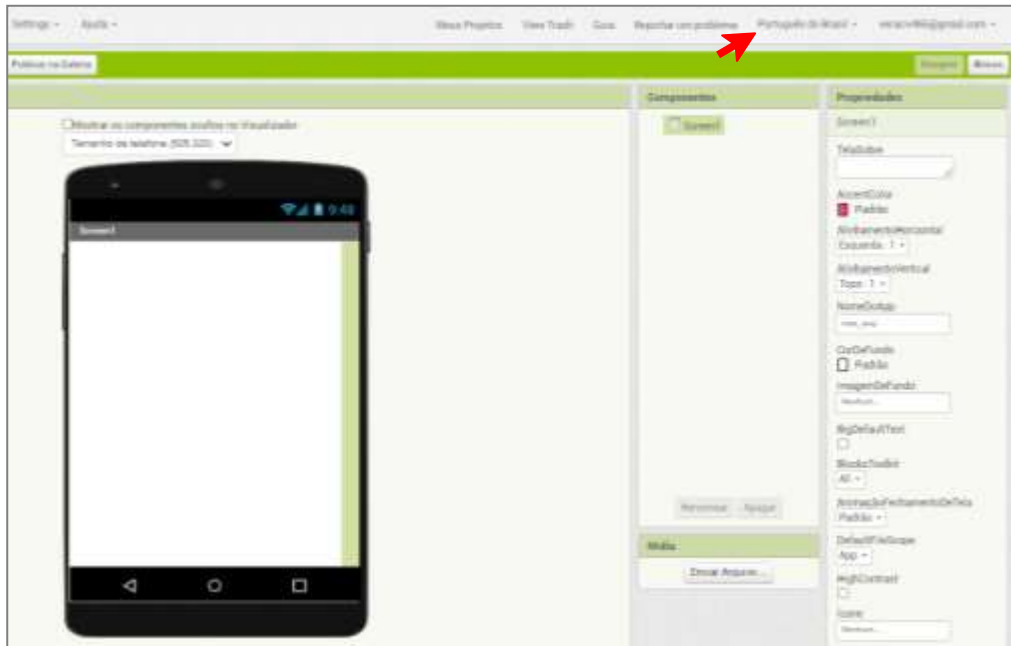 Settings Ajuda Meus Projetos View Trash Guia Reportar um problema Português do Brasil
Publicar na Galeria Designer Blocos
Componentes
Propriedades
Mostrar os componentes ocultos no Visualizador
Tamanho do telefone (505,320)
9:48
Screen1
Screen1
Renomear Apagar
Mídia
Enviar Arquivo ...
Screen1
TelaSobre
AccentColor
Padrão
AlinhamentoHorizontal
Esquerda : 1
AlinhamentoVertical
Topo : 1
NomeDoApp
CorDeFundo
Padrão
ImagemDeFundo
Nenhum...
BigDefaultText
BlocksToolkit
All
AnimaçãoFechamentoDeTela
Padrão
DefaultFileScope
App
HighContrast
Ícone
Nenhum...